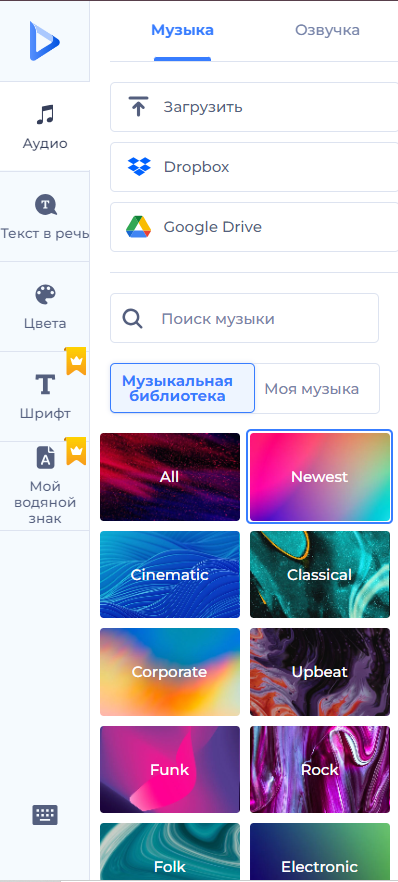 Музыка
Озвучка
Аудио
Текст в речь
Цвета
Шрифт
Мой
водяной
знак
Загрузить
Dropbox
Google Drive
Поиск музыки
Музыкальная
библиотека
Моя музыка
All
Newest
Cinematic
Classical
Corporate
Upbeat
Funk
Rock
Folk
Electronic